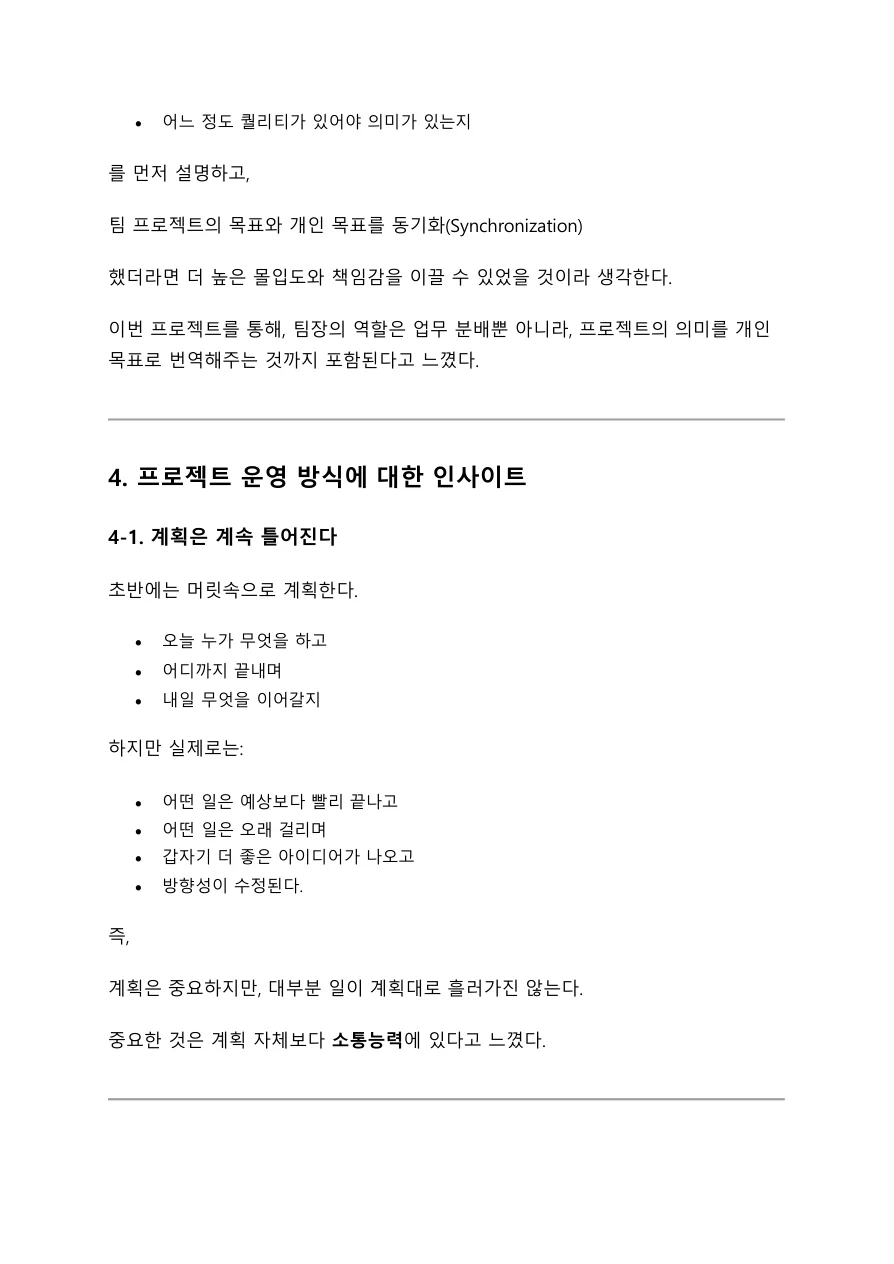 • 어느 정도 퀄리티가 있어야 의미가 있는지
를 먼저 설명하고,
팀 프로젝트의 목표와 개인 목표를 동기화(Synchronization)
했더라면 더 높은 몰입도와 책임감을 이끌 수 있었을 것이라 생각한다.
이번 프로젝트를 통해, 팀장의 역할은 업무 분배뿐 아니라, 프로젝트의 의미를 개인
목표로 번역해주는 것까지 포함된다고 느꼈다.
4. 프로젝트 운영 방식에 대한 인사이트
4-1. 계획은 계속 틀어진다
초반에는 머릿속으로 계획한다.
• 오늘 누가 무엇을 하고
• 어디까지 끝내며
• 내일 무엇을 이어갈지
하지만 실제로는:
• 어떤 일은 예상보다 빨리 끝나고
• 어떤 일은 오래 걸리며
• 갑자기 더 좋은 아이디어가 나오고
• 방향성이 수정된다.
즉,
계획은 중요하지만, 대부분 일이 계획대로 흘러가진 않는다.
중요한 것은 계획 자체보다 소통능력에 있다고 느꼈다.